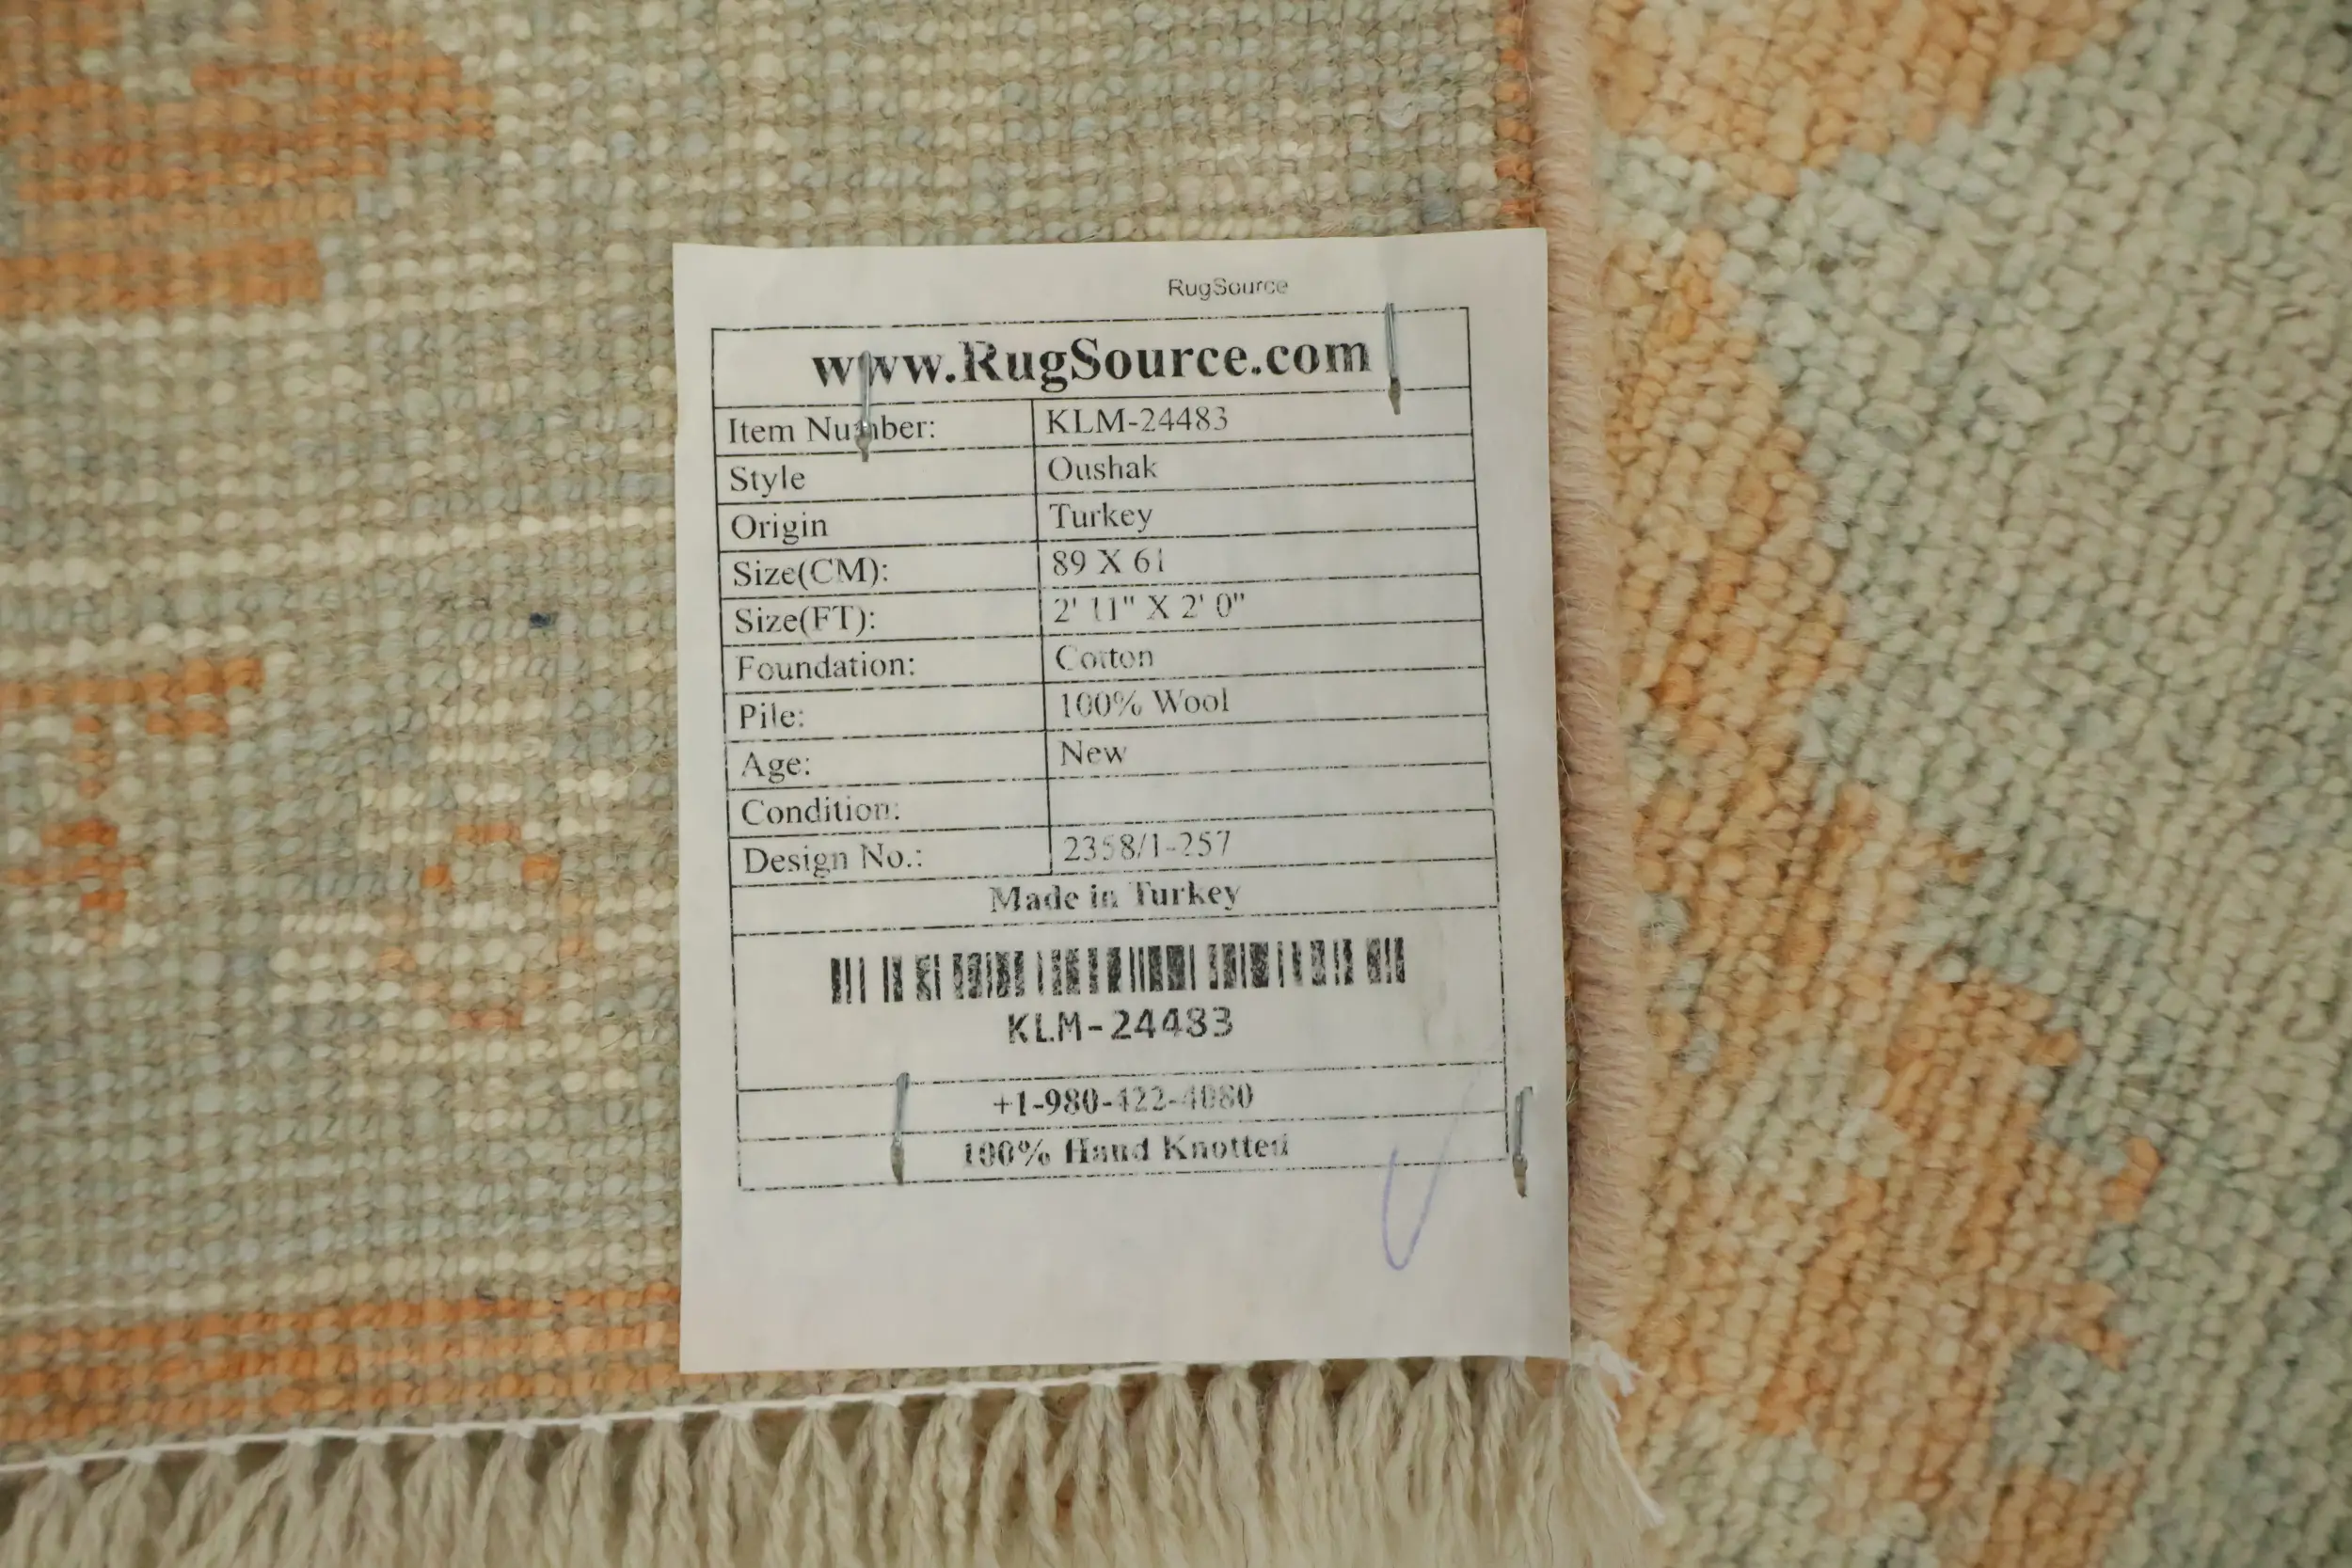 RugSource
www.RugSource.com
Item Number: KLM-24483
Style Oushak
Origin Turkey
Size(CM): 89 X 61
Size(FT): 2' 11" X 2' 0"
Foundation: Cotton
Pile: 100% Wool
Age: New
Condition:
Design No.: 2358/1-257
Made in Turkey
KLM-24483
+1-980-422-4080
100% Hand Knotted